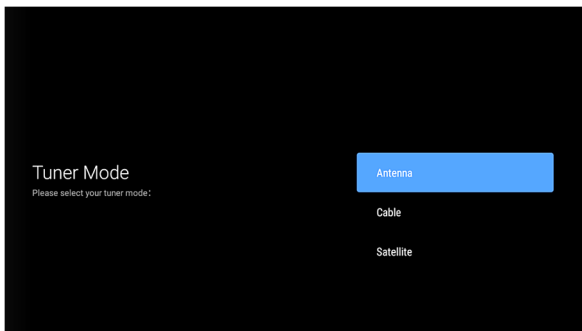 Tuner Mode
Please select your tuner mode:
Antenna
Cable
Satellite